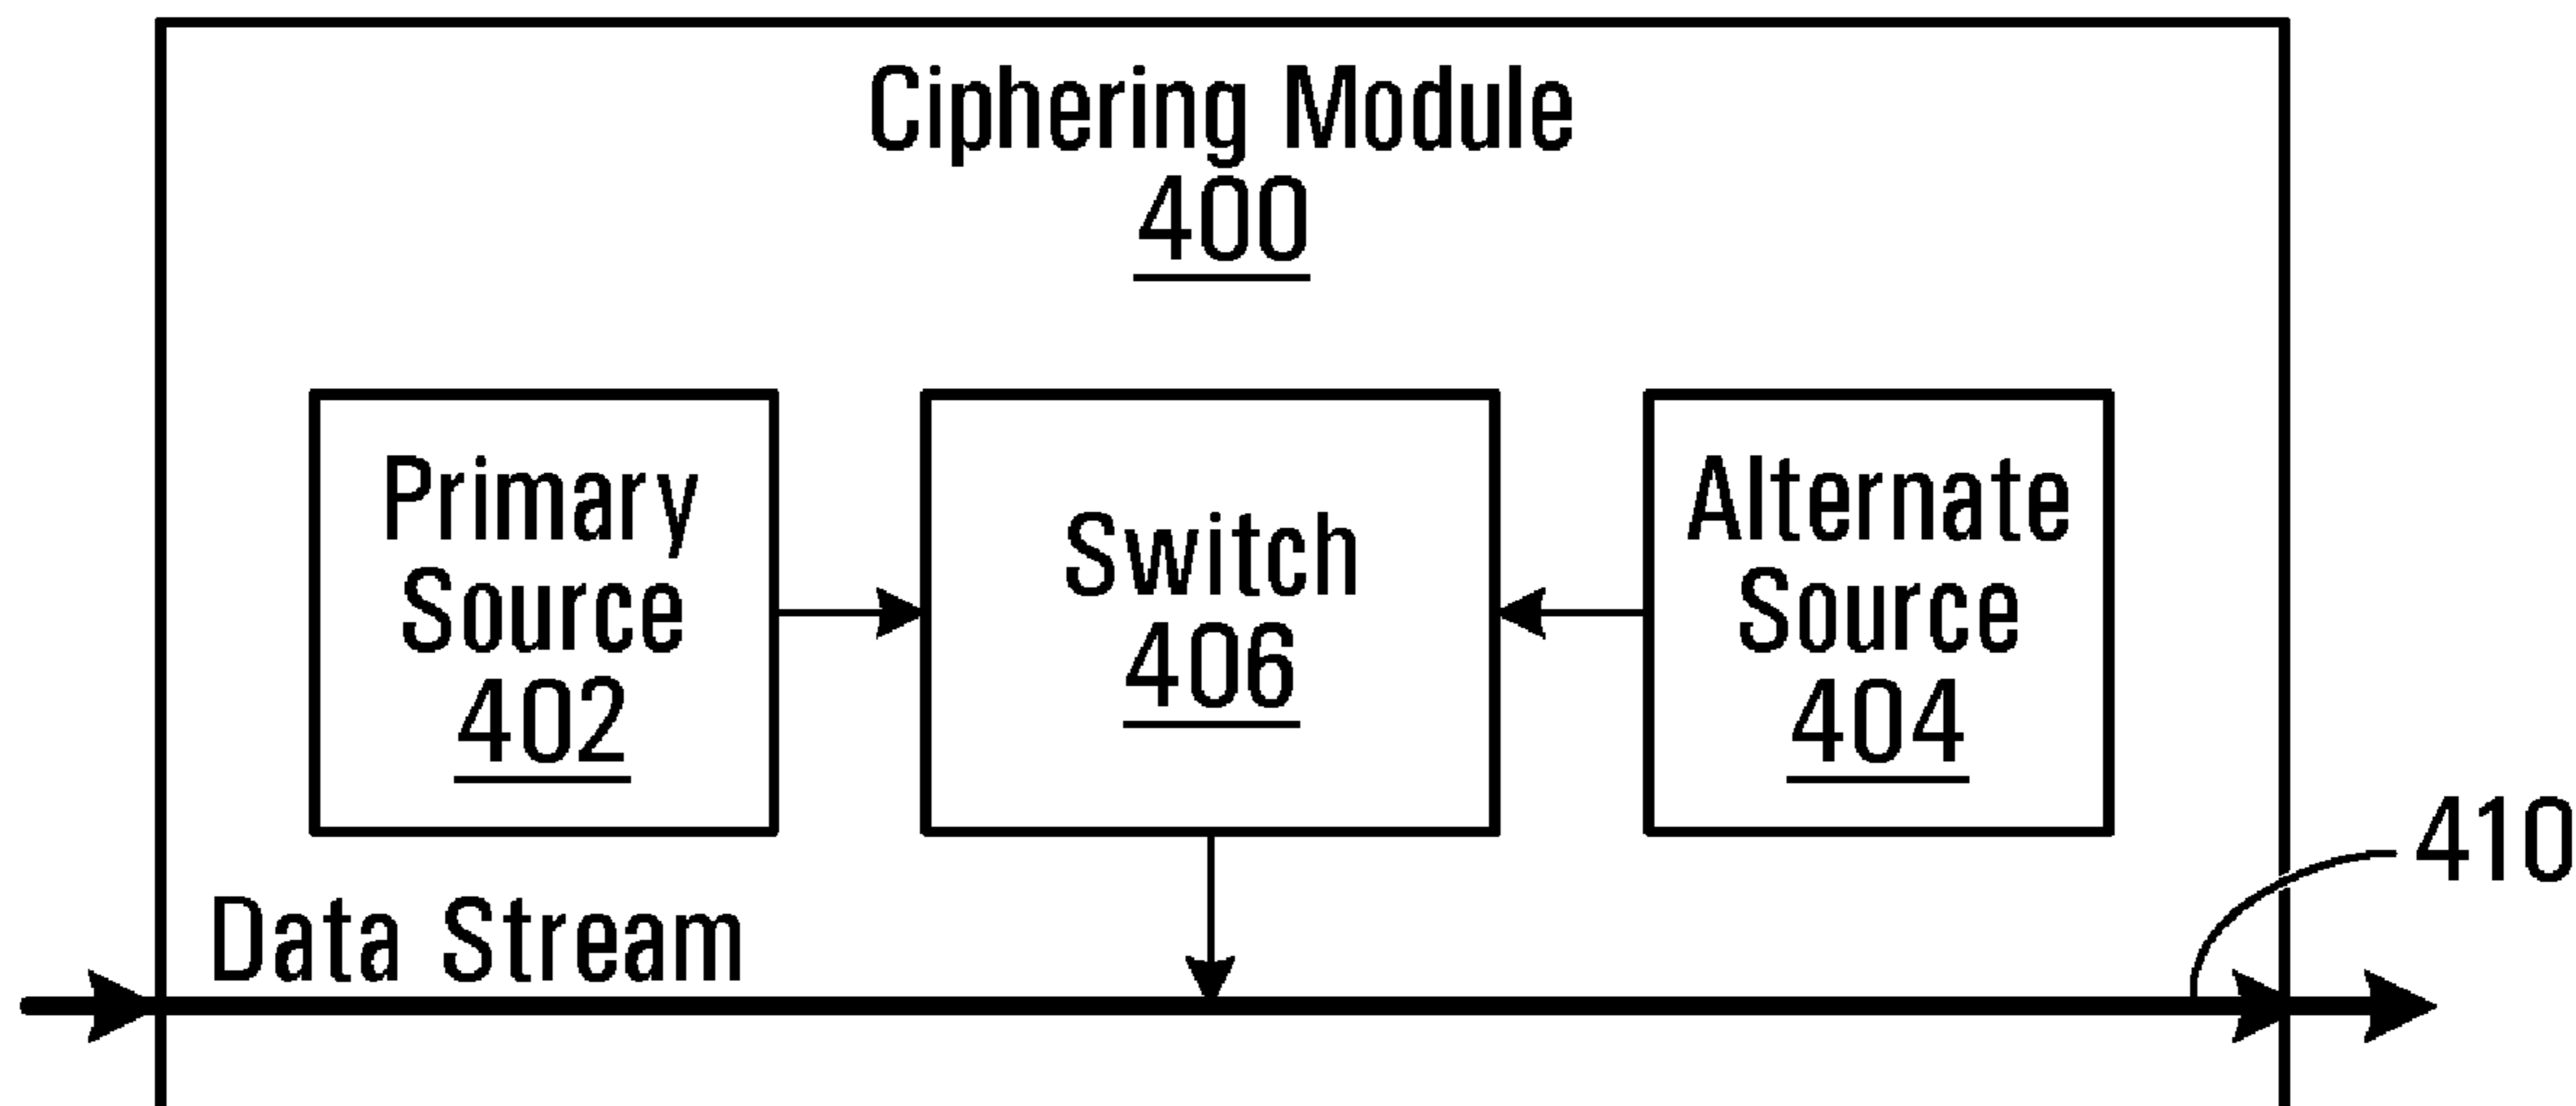 Ciphering Module
400
Primary
Source
402
Switch
406
Alternate
Source
404
410
Data Stream